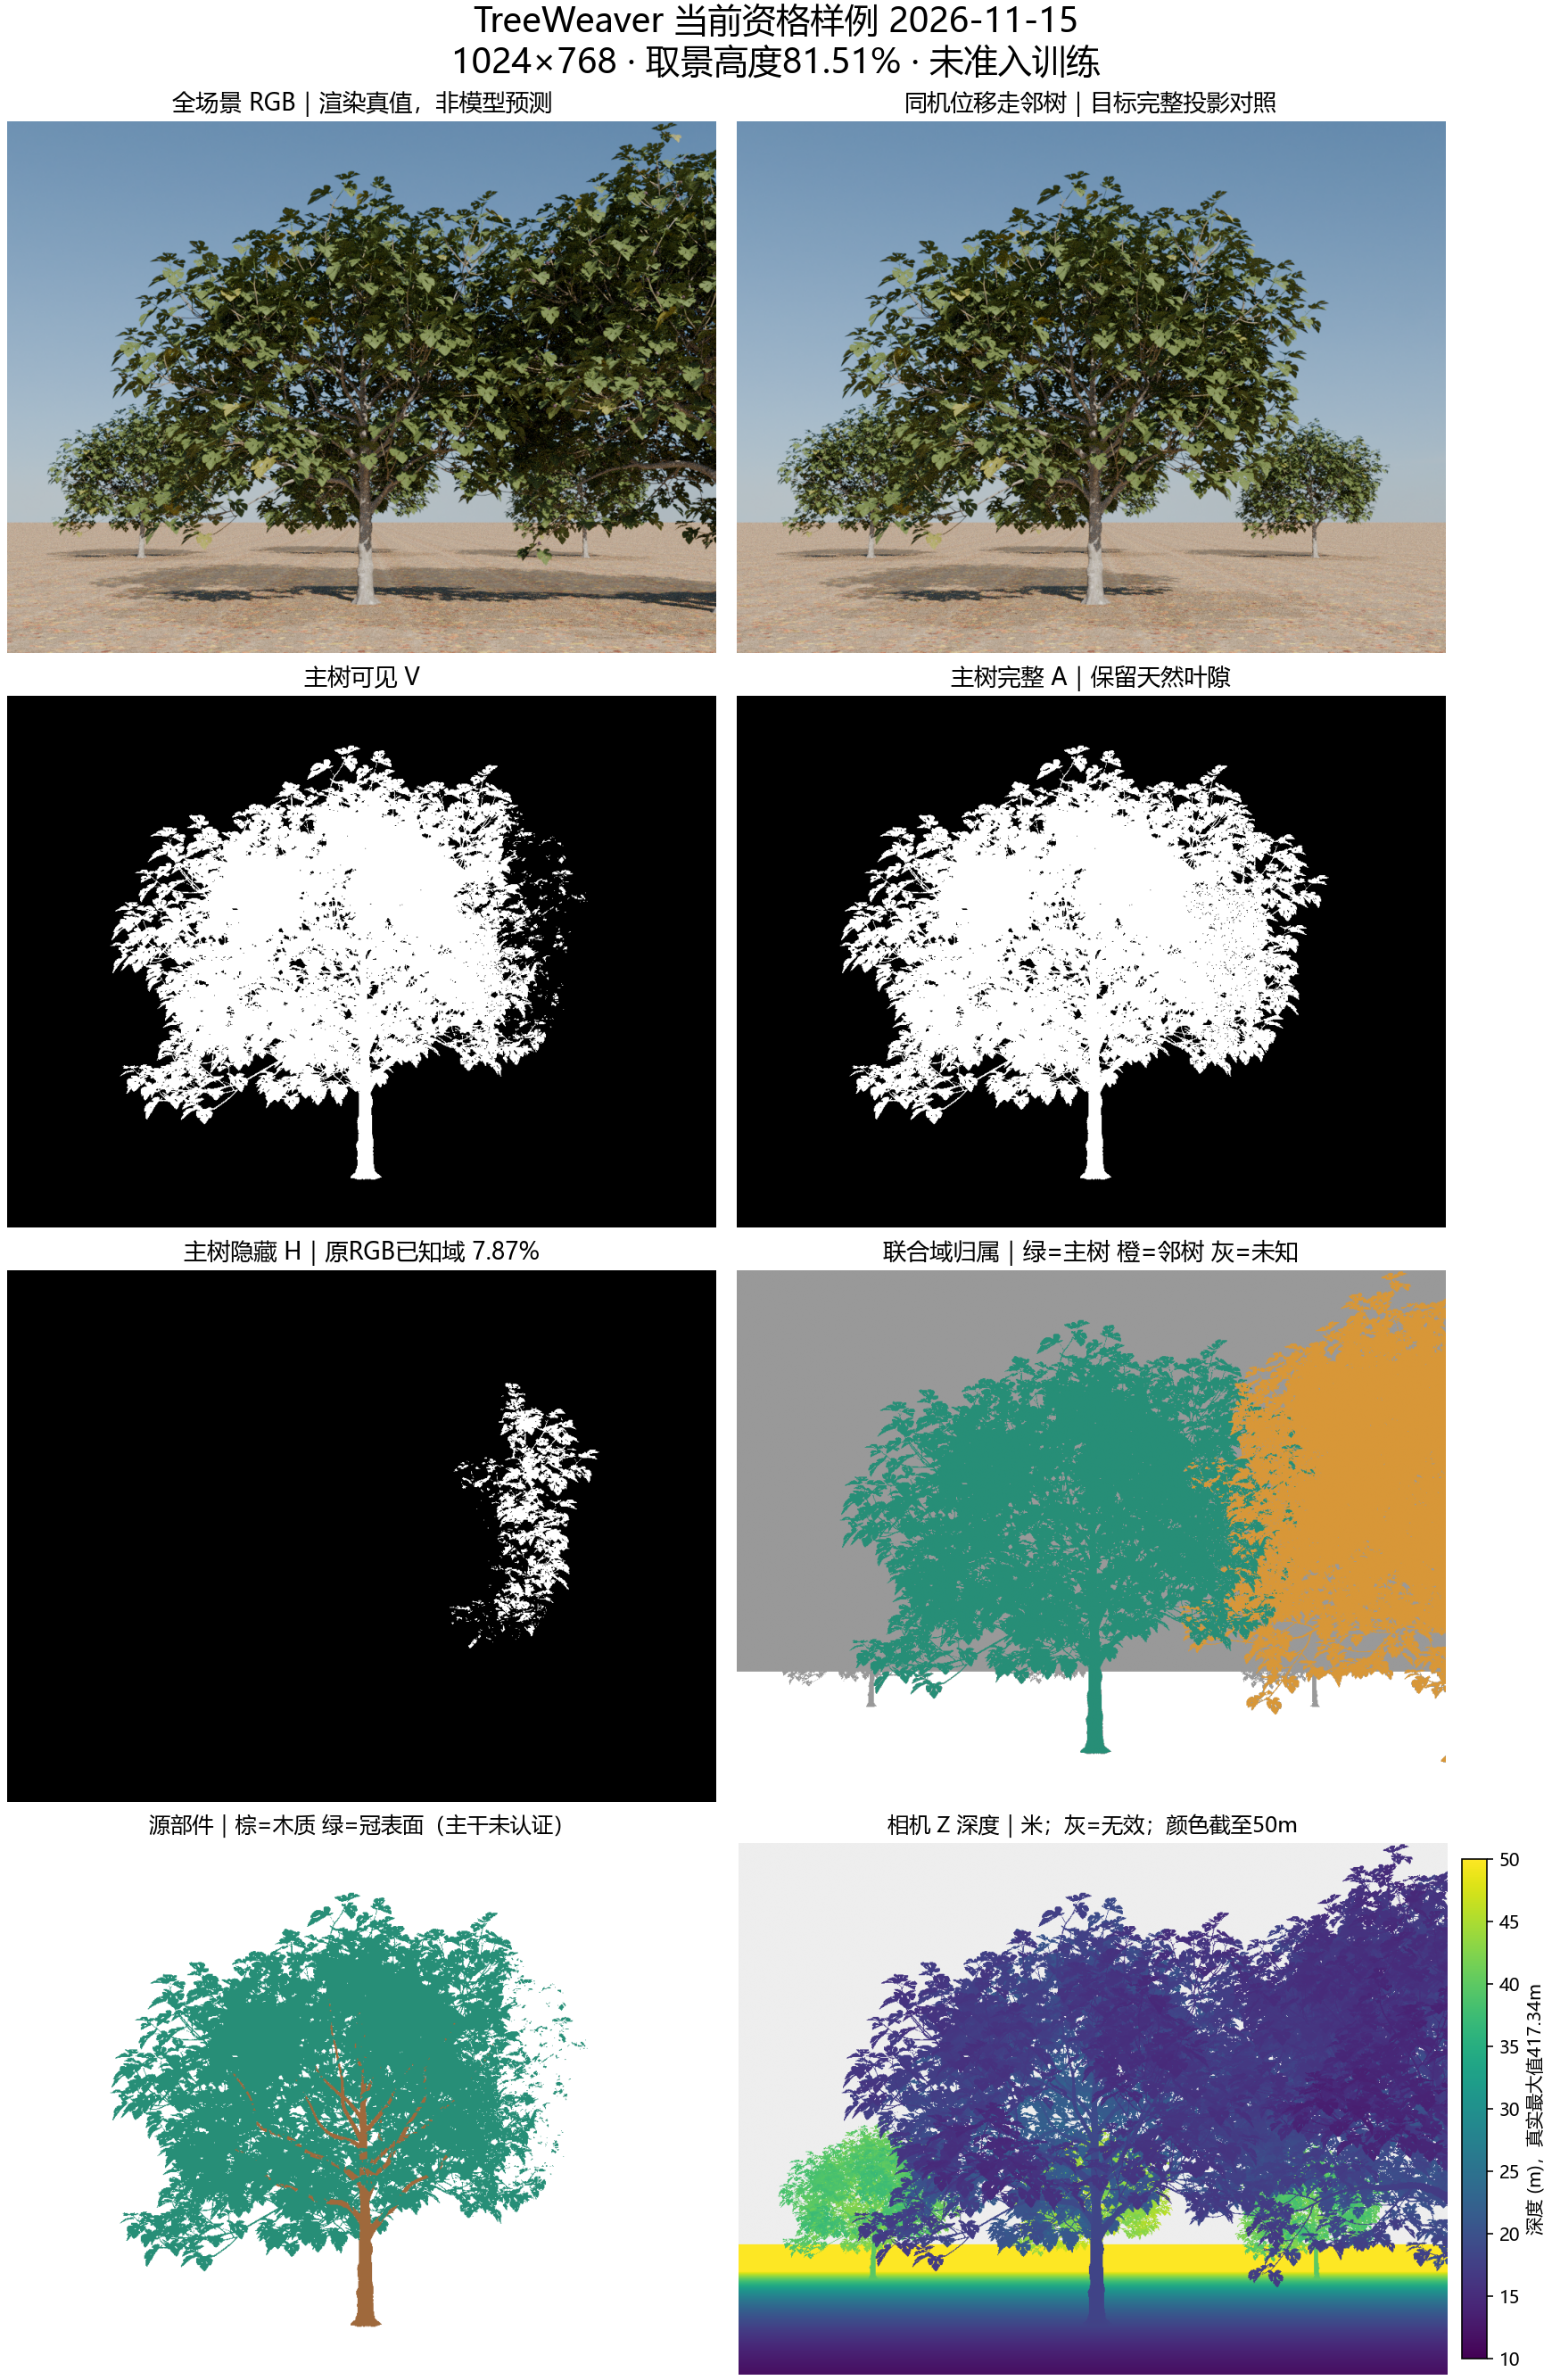 TreeWeaver 当前资格样例 2026-11-15
1024×768 · 取景高度81.51% · 未准入训练
全场景 RGB | 渲染真值，非模型预测
同机位移走邻树 | 目标完整投影对照
主树可见 V
主树完整 A | 保留天然叶隙
主树隐藏 H | 原RGB已知域 7.87%
联合域归属 | 绿=主树 橙=邻树 灰=未知
源部件 | 棕=木质 绿=冠表面（主干未认证）
相机 Z 深度 | 米；灰=无效；颜色截至50m
50
45
40
35
30
25
20
15
10
深度 (m)，真实最大值417.34m